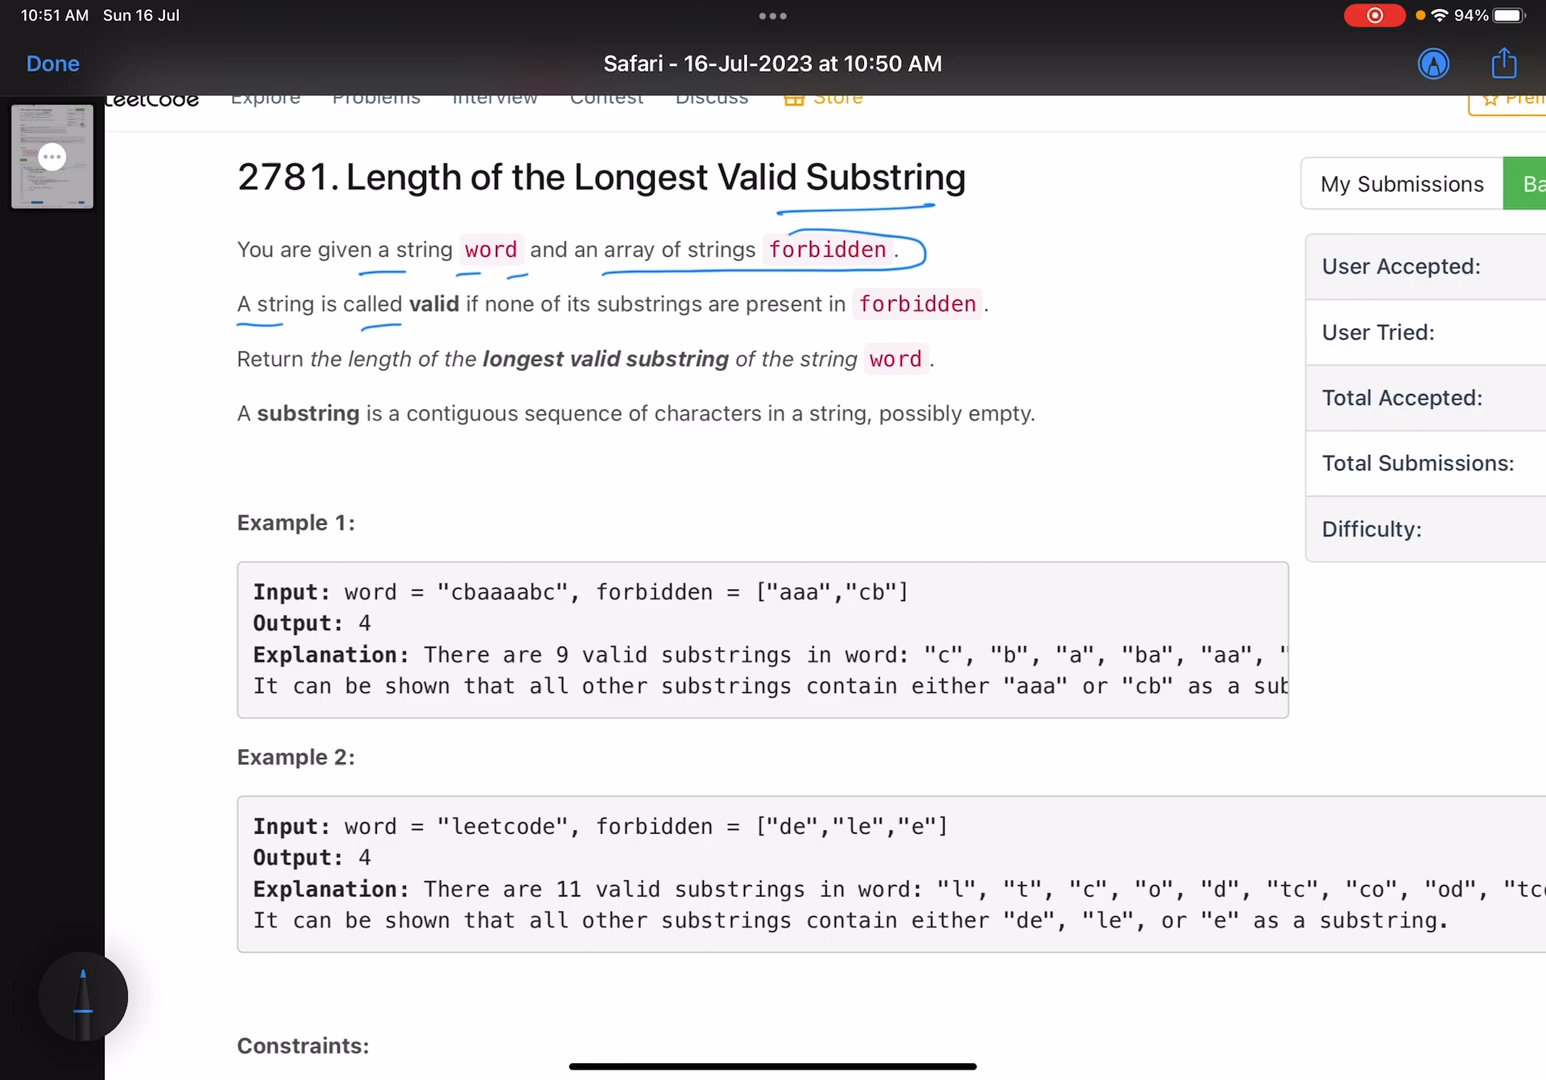 10:51 AM Sun 16 Jul
94%
Done
Safari - 16-Jul-2023 at 10:50 AM
LeetCode Explore Problems Interview Contest Discuss Store
2781. Length of the Longest Valid Substring
My Submissions
You are given a string word and an array of strings forbidden.
A string is called valid if none of its substrings are present in forbidden.
Return the length of the longest valid substring of the string word.
A substring is a contiguous sequence of characters in a string, possibly empty.
User Accepted:
User Tried:
Total Accepted:
Total Submissions:
Difficulty:
Example 1:
Input: word = "cbaaaabc", forbidden = ["aaa","cb"]
Output: 4
Explanation: There are 9 valid substrings in word: "c", "b", "a", "ba", "aa", "
It can be shown that all other substrings contain either "aaa" or "cb" as a sub
Example 2:
Input: word = "leetcode", forbidden = ["de","le","e"]
Output: 4
Explanation: There are 11 valid substrings in word: "l", "t", "c", "o", "d", "tc", "co", "od", "tc
It can be shown that all other substrings contain either "de", "le", or "e" as a substring.
Constraints: